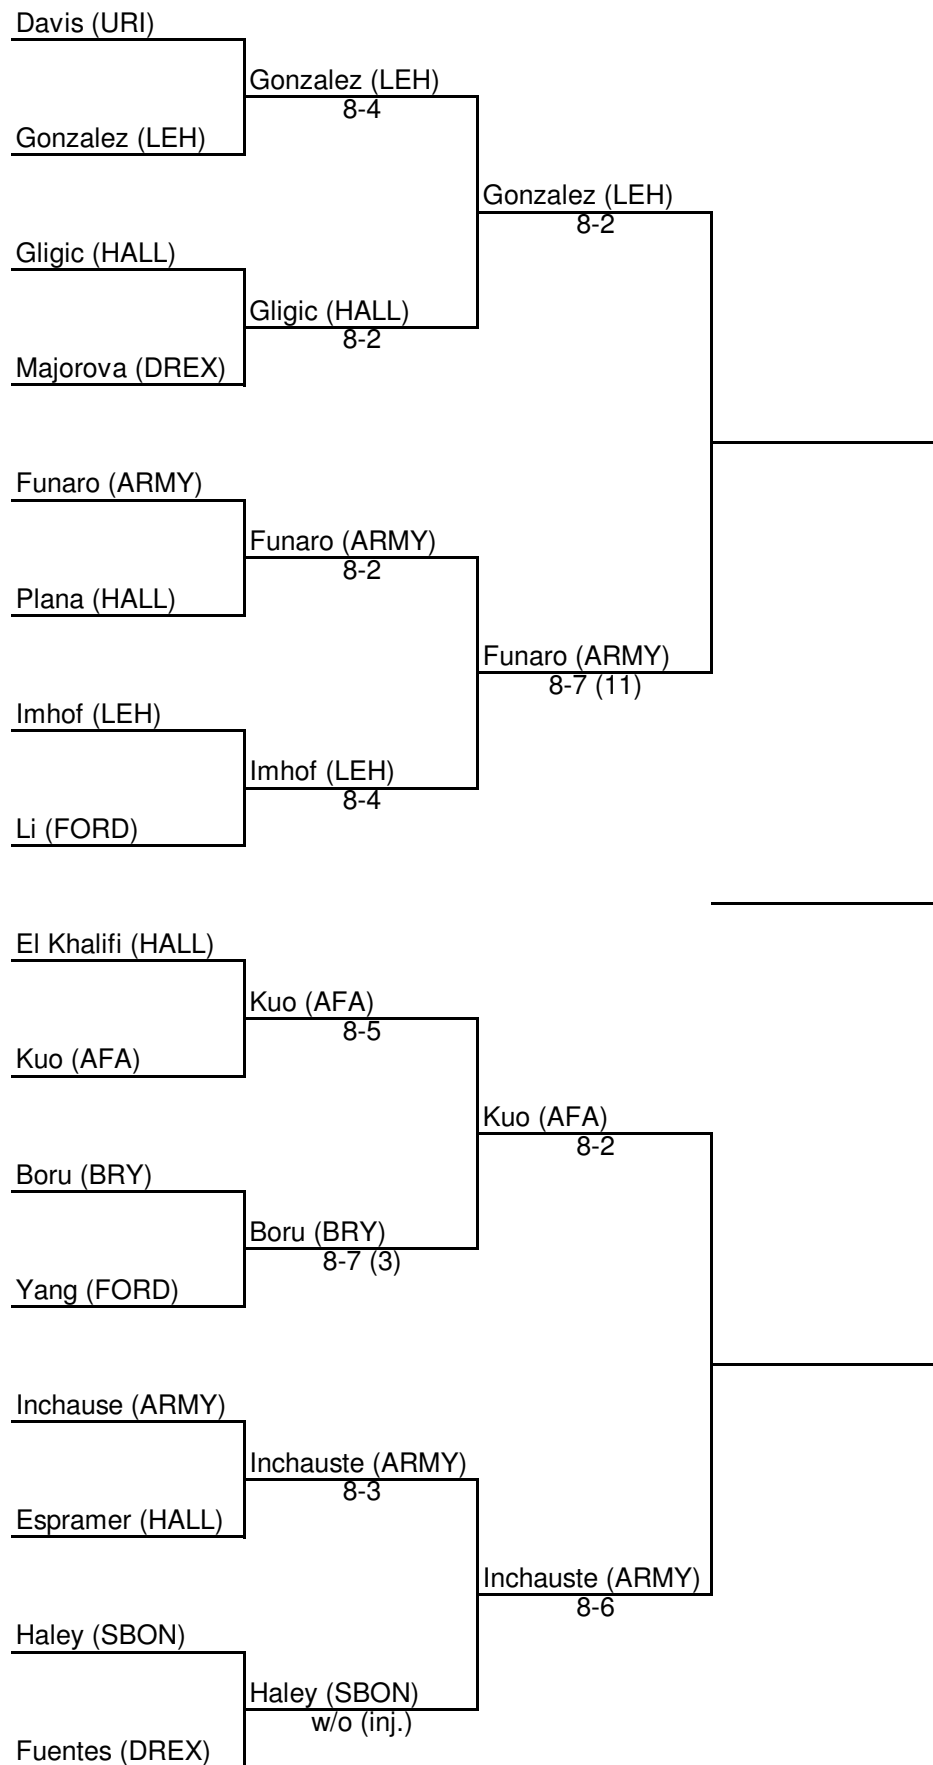 Davis (URI)
Gonzalez (LEH)
8-4
Gonzalez (LEH)
Gonzalez (LEH)
8-2
Gligic (HALL)
Gligic (HALL)
8-2
Majorova (DREX)
Funaro (ARMY)
Funaro (ARMY)
8-2
Plana (HALL)
Funaro (ARMY)
8-7 (11)
Imhof (LEH)
Imhof (LEH)
8-4
Li (FORD)
El Khalifi (HALL)
Kuo (AFA)
8-5
Kuo (AFA)
Kuo (AFA)
8-2
Boru (BRY)
Boru (BRY)
8-7 (3)
Yang (FORD)
Inchause (ARMY)
Inchauste (ARMY)
8-3
Espramer (HALL)
Inchauste (ARMY)
8-6
Haley (SBON)
Haley (SBON)
w/o (inj.)
Fuentes (DREX)